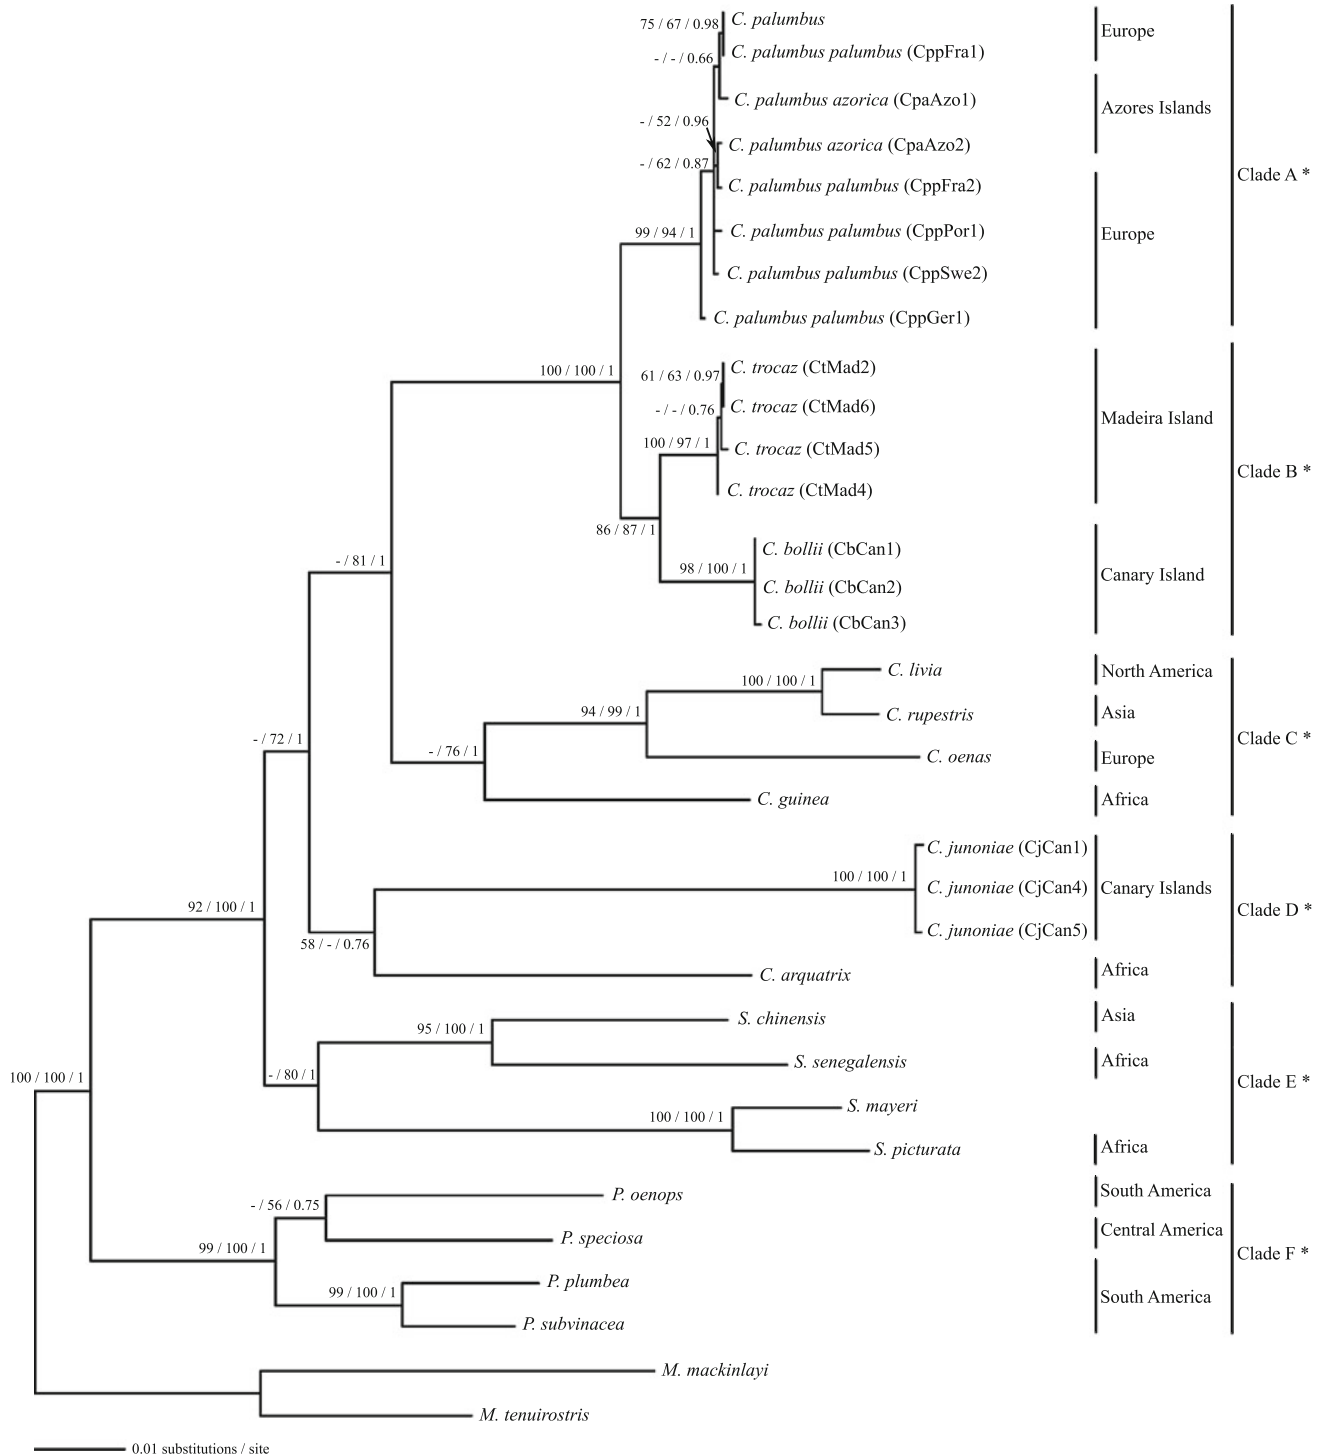 75 / 67 / 0.98
C. palumbus
Europe
C. palumbus palumbus (CppFra1)
- / - / 0.66
C. palumbus azorica (CpaAzo1)
Azores Islands
- / 52 / 0.96
C. palumbus azorica (CpaAzo2)
- / 62 / 0.87
Clade A *
C. palumbus palumbus (CppFra2)
99 / 94 / 1
C. palumbus palumbus (CppPor1)
Europe
C. palumbus palumbus (CppSwe2)
C. palumbus palumbus (CppGer1)
100 / 100 / 1
C. trocaz (CtMad2)
61 / 63 / 0.97
C. trocaz (CtMad6)
- / - / 0.76
Madeira Island
100 / 97 / 1
C. trocaz (CtMad5)
Clade B *
C. trocaz (CtMad4)
86 / 87 / 1
C. bollii (CbCan1)
- / 81 / 1
98 / 100 / 1
Canary Island
C. bollii (CbCan2)
C. bollii (CbCan3)
C. livia
North America
100 / 100 / 1
94 / 99 / 1
C. rupestris
Asia
- / 72 / 1
- / 76 / 1
Clade C *
C. oenas
Europe
C. guinea
Africa
C. junoniae (CjCan1)
100 / 100 / 1
C. junoniae (CjCan4)
Canary Islands
92 / 100 / 1
Clade D *
C. junoniae (CjCan5)
58 / - / 0.76
C. arquatrix
Africa
S. chinensis
Asia
95 / 100 / 1
S. senegalensis
Africa
100 / 100 / 1
- / 80 / 1
Clade E *
S. mayeri
100 / 100 / 1
S. picturata
Africa
P. oenops
South America
- / 56 / 0.75
P. speciosa
Central America
99 / 100 / 1
Clade F *
P. plumbea
99 / 100 / 1
South America
P. subvinacea
M. mackinlayi
M. tenuirostris
0.01 substitutions / site